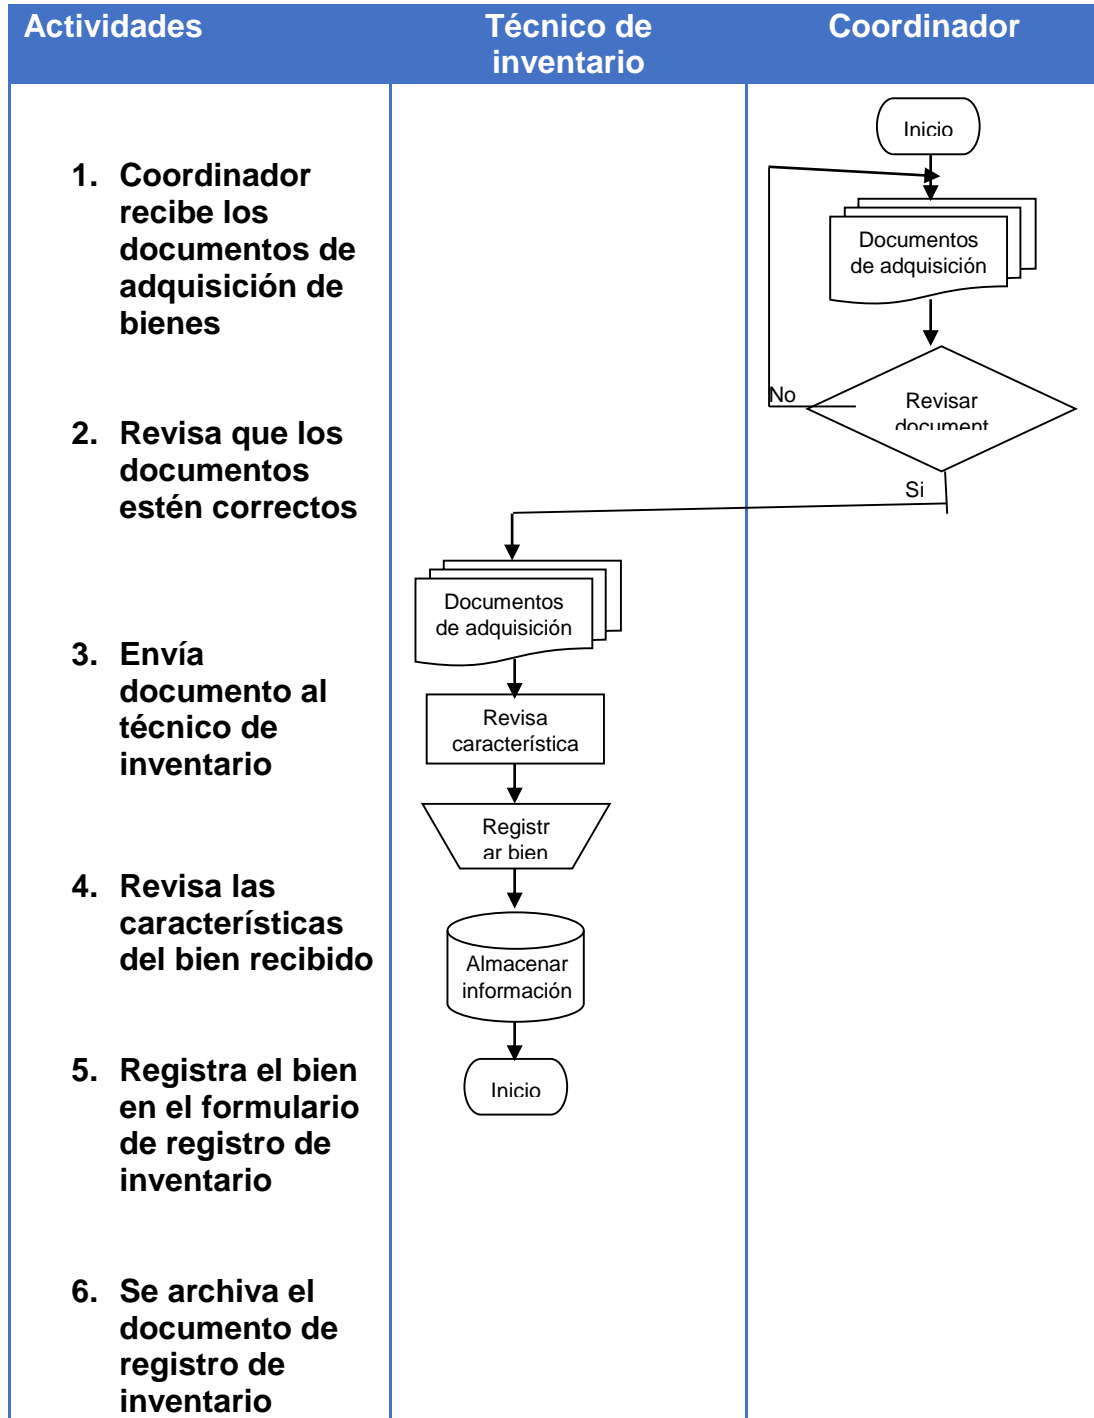 Actividades
Técnico de
inventario
Coordinador
1. Coordinador
recibe los
documentos de
adquisición de
bienes
2. Revisa que los
documentos
estén correctos
3. Envía
documento al
técnico de
inventario
4. Revisa las
características
del bien recibido
5. Registra el bien
en el formulario
de registro de
inventario
6. Se archiva el
documento de
registro de
inventario
Inicio
Documentos
de adquisición
Revisar
document
No
Si
Documentos
de adquisición
Revisa
característica
Registr
ar bien
Almacenar
información
Inicio